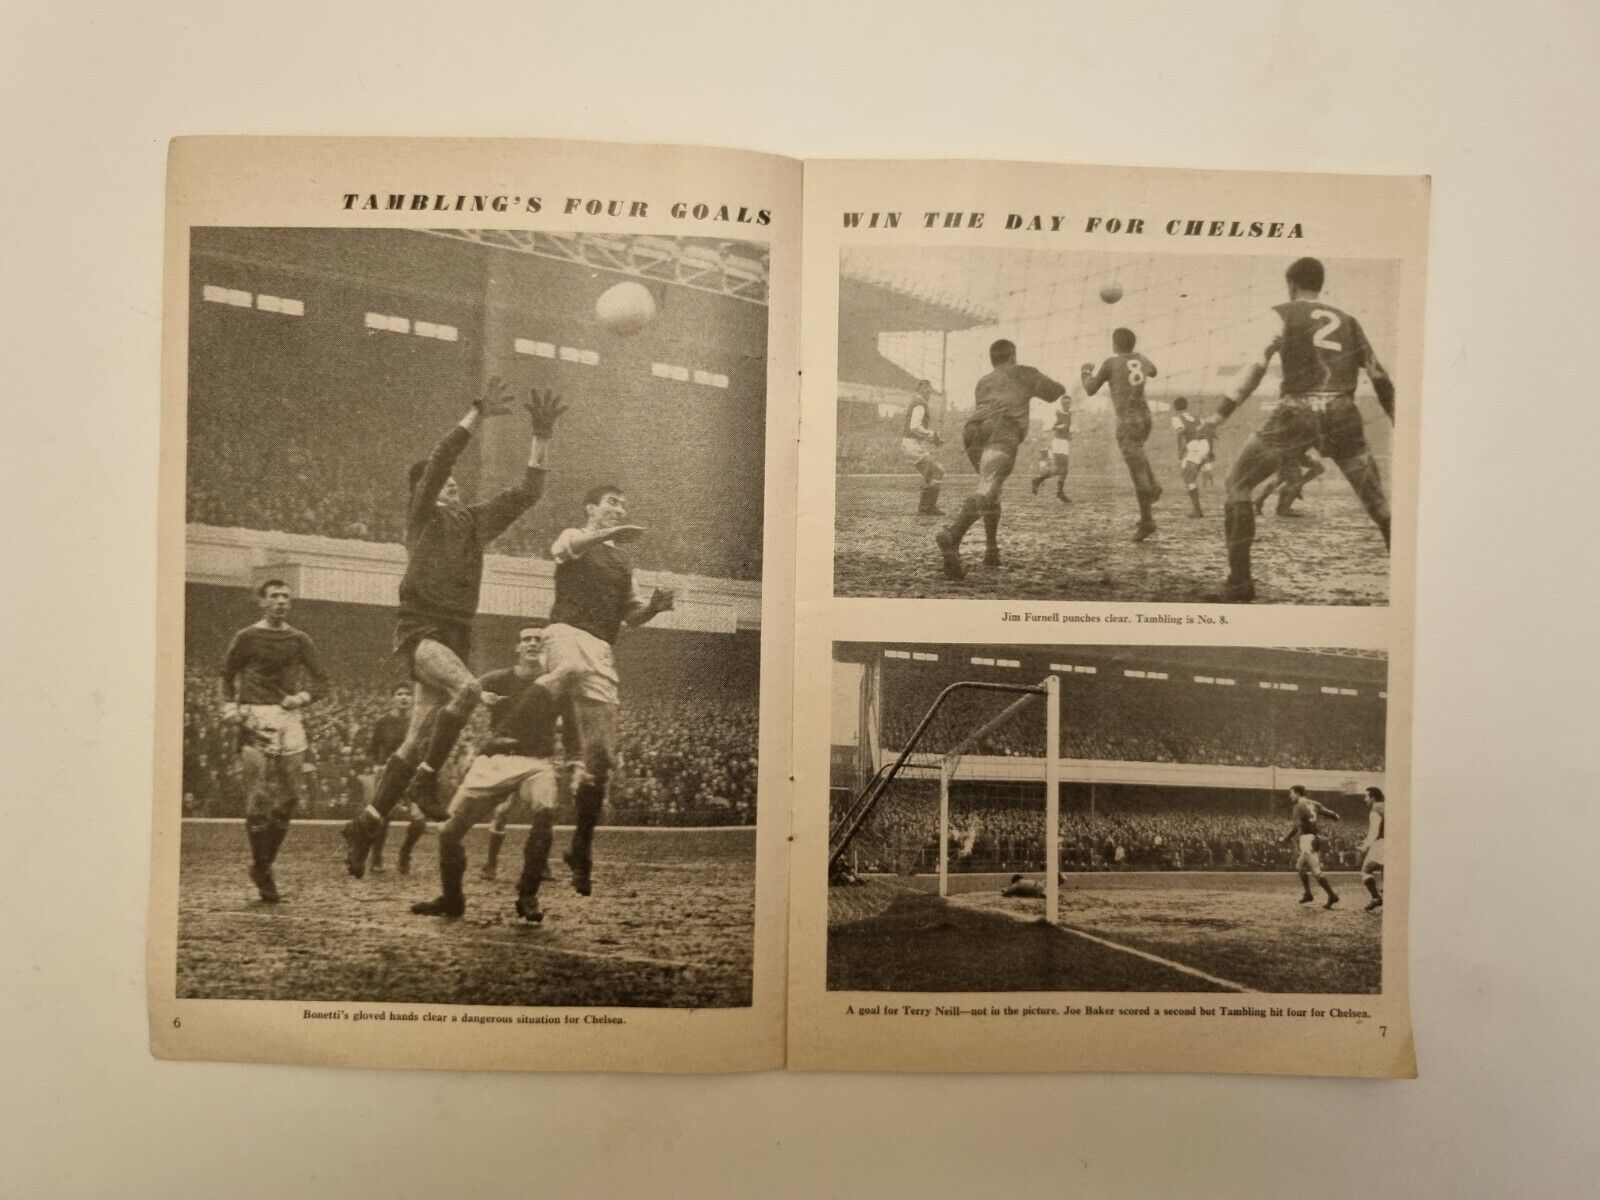 TAMBLING'S FOUR GOALS
Bonetti's gloved hands clear a dangerous situation for Chelsea.
6
WIN THE DAY FOR CHELSEA
8
2
Jim Furnell punches clear. Tambling is No. 8.
A goal for Terry Neill—not in the picture. Joe Baker scored a second but Tambling hit four for Chelsea.
7